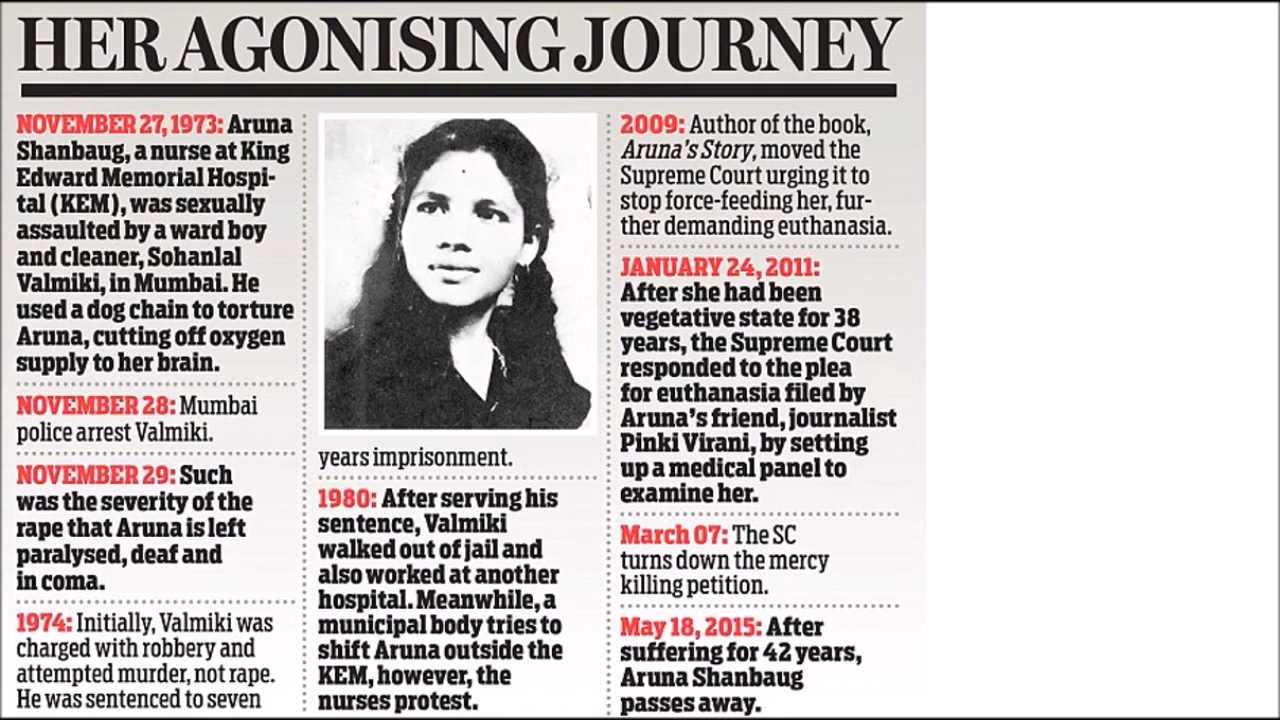 HER AGONISING JOURNEY
NOVEMBER 27, 1973: Aruna
Shanbaug, a nurse at King
Edward Memorial Hospi-
tal (KEM), was sexually
assaulted by a ward boy
and cleaner, Sohanlal
Valmiki, in Mumbai. He
used a dog chain to torture
Aruna, cutting off oxygen
supply to her brain.
NOVEMBER 28: Mumbai
police arrest Valmiki.
NOVEMBER 29: Such
was the severity of the
rape that Aruna is left
paralysed, deaf and
in coma.
1974: Initially, Valmiki was
charged with robbery and
attempted murder, not rape.
He was sentenced to seven
years imprisonment.
1980: After serving his
sentence, Valmiki
walked out of jail and
also worked at another
hospital. Meanwhile, a
municipal body tries to
shift Aruna outside the
KEM, however, the
nurses protest.
2009: Author of the book,
Aruna's Story, moved the
Supreme Court urging it to
stop force-feeding her, fur-
ther demanding euthanasia.
JANUARY 24, 2011:
After she had been
vegetative state for 38
years, the Supreme Court
responded to the plea
for euthanasia filed by
Aruna's friend, journalist
Pinki Virani, by setting
up a medical panel to
examine her.
March 07: The SC
turns down the mercy
killing petition.
May 18, 2015: After
suffering for 42 years,
Aruna Shanbaug
passes away.